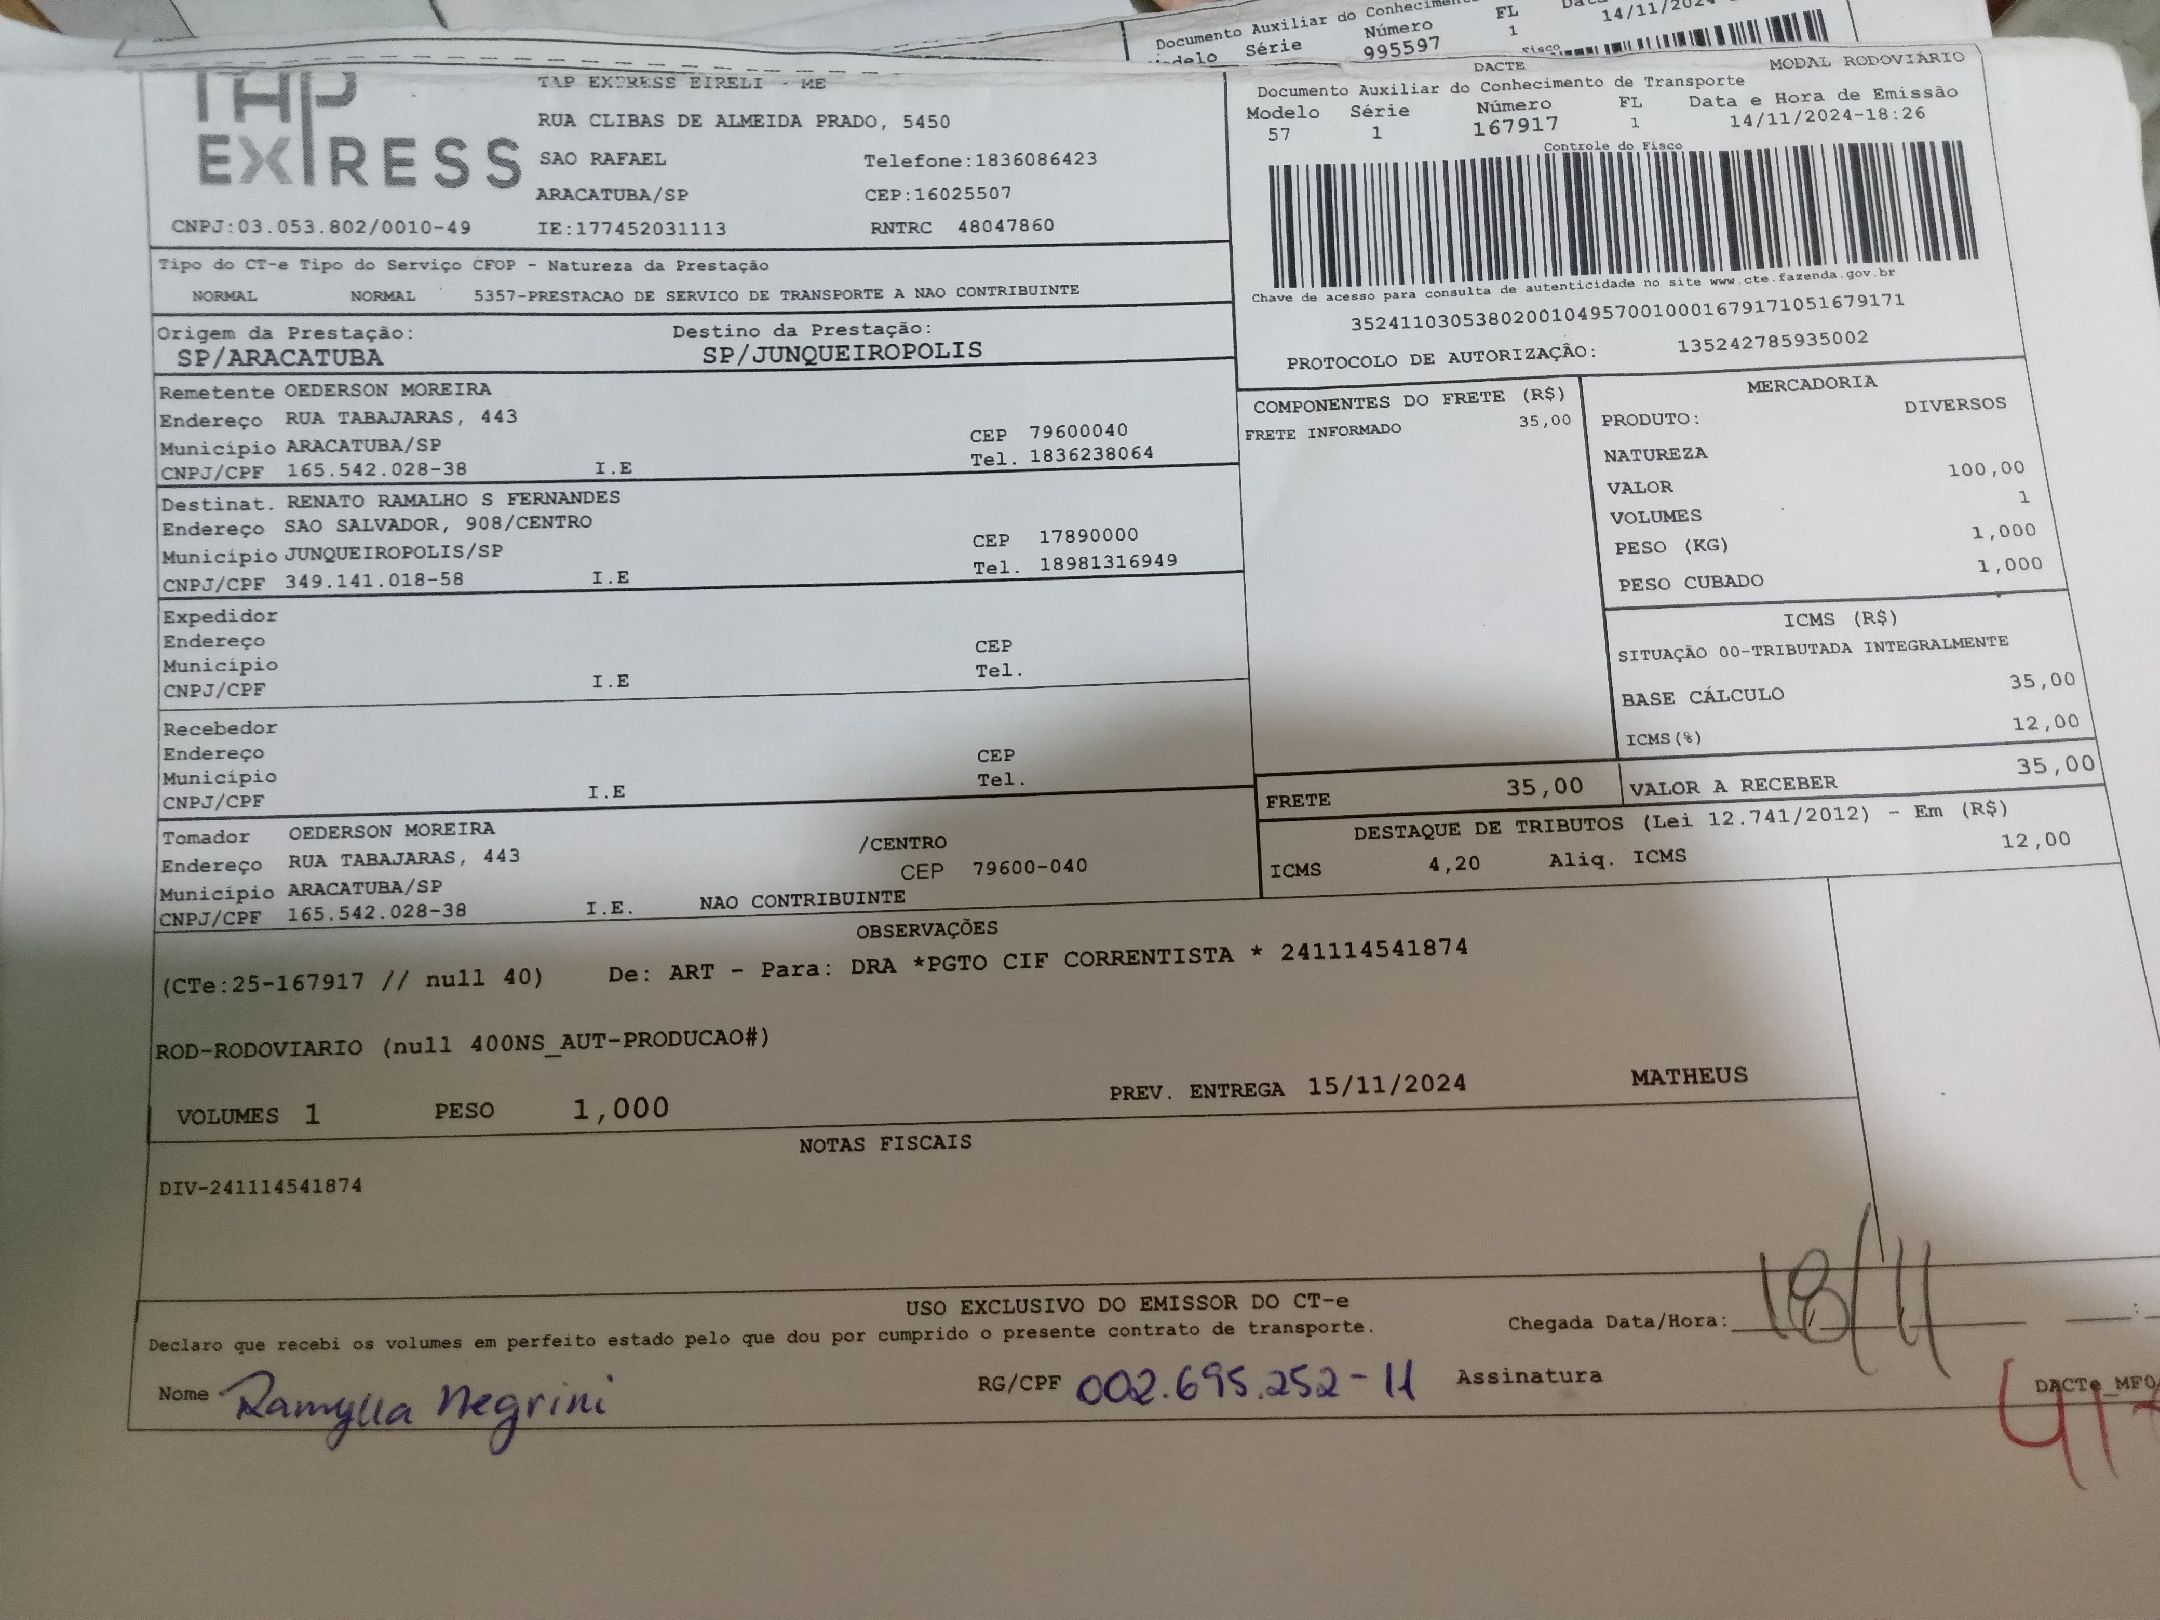 Documento Auxiliar do Conhecimen
Série Número FL
995597 1 14/11/2024
TAP EXPRESS
TAP EXPRESS EIRELI - ME
RUA CLIBAS DE ALMEIDA PRADO, 5450
SAO RAFAEL Telefone:1836086423
ARACATUBA/SP CEP:16025507
CNPJ:03.053.802/0010-49 IE:177452031113 RNTRC 48047860
DACTE MODAL RODOVIÁRIO
Documento Auxiliar do Conhecimento de Transporte
Modelo Série Número FL Data e Hora de Emissão
57 1 167917 1 14/11/2024-18:26
Controle do Fisco
Chave de acesso para consulta de autenticidade no site www.cte.fazenda.gov.br
35241103053802001049570010001679171051679171
PROTOCOLO DE AUTORIZAÇÃO: 135242785935002
Tipo do CT-e Tipo do Serviço CFOP - Natureza da Prestação
NORMAL NORMAL 5357-PRESTACAO DE SERVICO DE TRANSPORTE A NAO CONTRIBUINTE
Origem da Prestação: Destino da Prestação:
SP/ARACATUBA SP/JUNQUEIROPOLIS
Remetente OEDERSON MOREIRA
Endereço RUA TABAJARAS, 443
Município ARACATUBA/SP CEP 79600040
CNPJ/CPF 165.542.028-38 I.E Tel. 1836238064
Destinat. RENATO RAMALHO S FERNANDES
Endereço SAO SALVADOR, 908/CENTRO
Município JUNQUEIROPOLIS/SP CEP 17890000
CNPJ/CPF 349.141.018-58 I.E Tel. 18981316949
Expedidor
Endereço
Município CEP
CNPJ/CPF I.E Tel.
Recebedor
Endereço
Município CEP
CNPJ/CPF I.E Tel.
Tomador OEDERSON MOREIRA
Endereço RUA TABAJARAS, 443 /CENTRO
Município ARACATUBA/SP CEP 79600-040
CNPJ/CPF 165.542.028-38 I.E. NAO CONTRIBUINTE
COMPONENTES DO FRETE (R$)
FRETE INFORMADO 35,00
MERCADORIA
PRODUTO: DIVERSOS
NATUREZA
VALOR 100,00
VOLUMES 1
PESO (KG) 1,000
PESO CUBADO 1,000
ICMS (R$)
SITUAÇÃO 00-TRIBUTADA INTEGRALMENTE
BASE CÁLCULO 35,00
ICMS(%) 12,00
FRETE 35,00 VALOR A RECEBER 35,00
DESTAQUE DE TRIBUTOS (Lei 12.741/2012) - Em (R$)
ICMS 4,20 Aliq. ICMS 12,00
OBSERVAÇÕES
(CTe:25-167917 // null 40) De: ART - Para: DRA *PGTO CIF CORRENTISTA * 241114541874
ROD-RODOVIARIO (null 400NS_AUT-PRODUCAO#)
VOLUMES 1 PESO 1,000 PREV. ENTREGA 15/11/2024 MATHEUS
NOTAS FISCAIS
DIV-241114541874
USO EXCLUSIVO DO EMISSOR DO CT-e
Declaro que recebi os volumes em perfeito estado pelo que dou por cumprido o presente contrato de transporte.
Chegada Data/Hora: 18/11
Nome Ramylla Negrini RG/CPF 002.695.252-11 Assinatura
DACTe_MF0